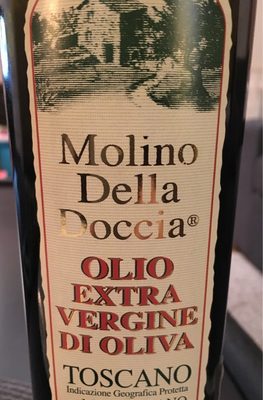 Molino
Della
Doccia®
OLIO
EXTRA
VERGINE
DI OLIVA
TOSCANO
Indicazione Geografica Protetta